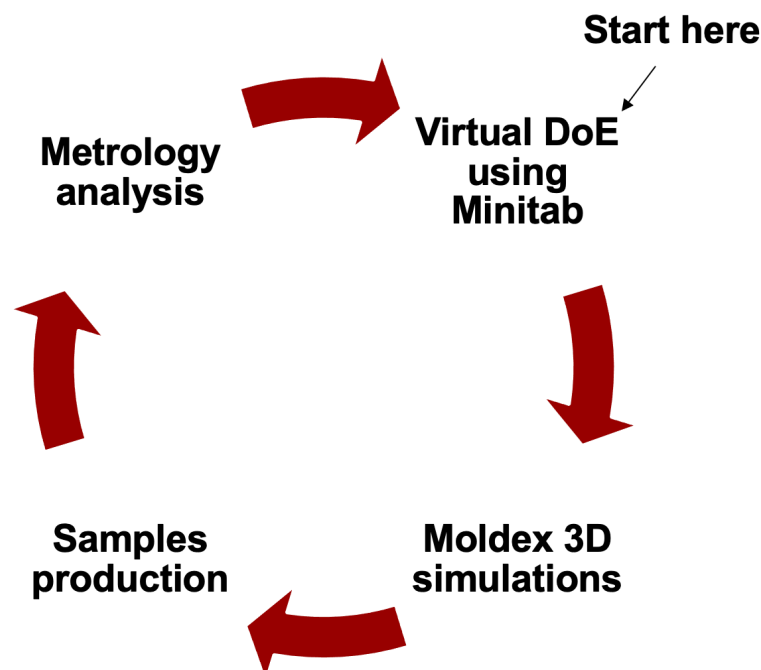 Start here
Virtual DoE
using
Minitab
Metrology
analysis
Samples
production
Moldex 3D
simulations